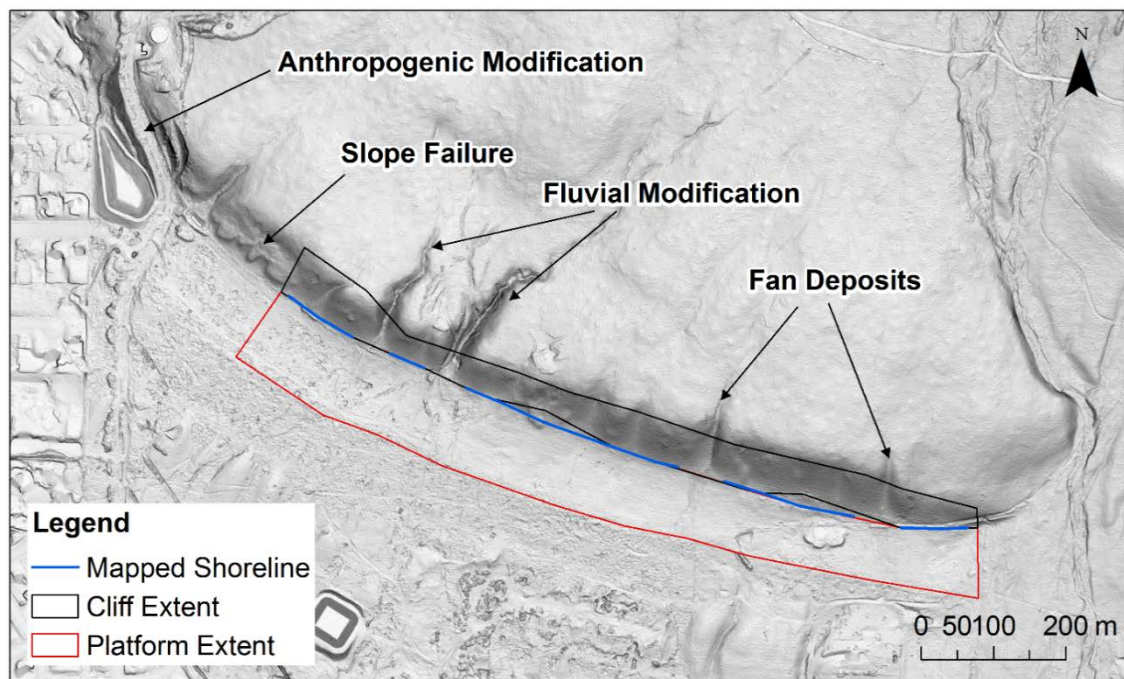 N
Anthropogenic Modification
Slope Failure
Fluvial Modification
Fan Deposits
Legend
Mapped Shoreline
Cliff Extent
Platform Extent
0 50100 200 m